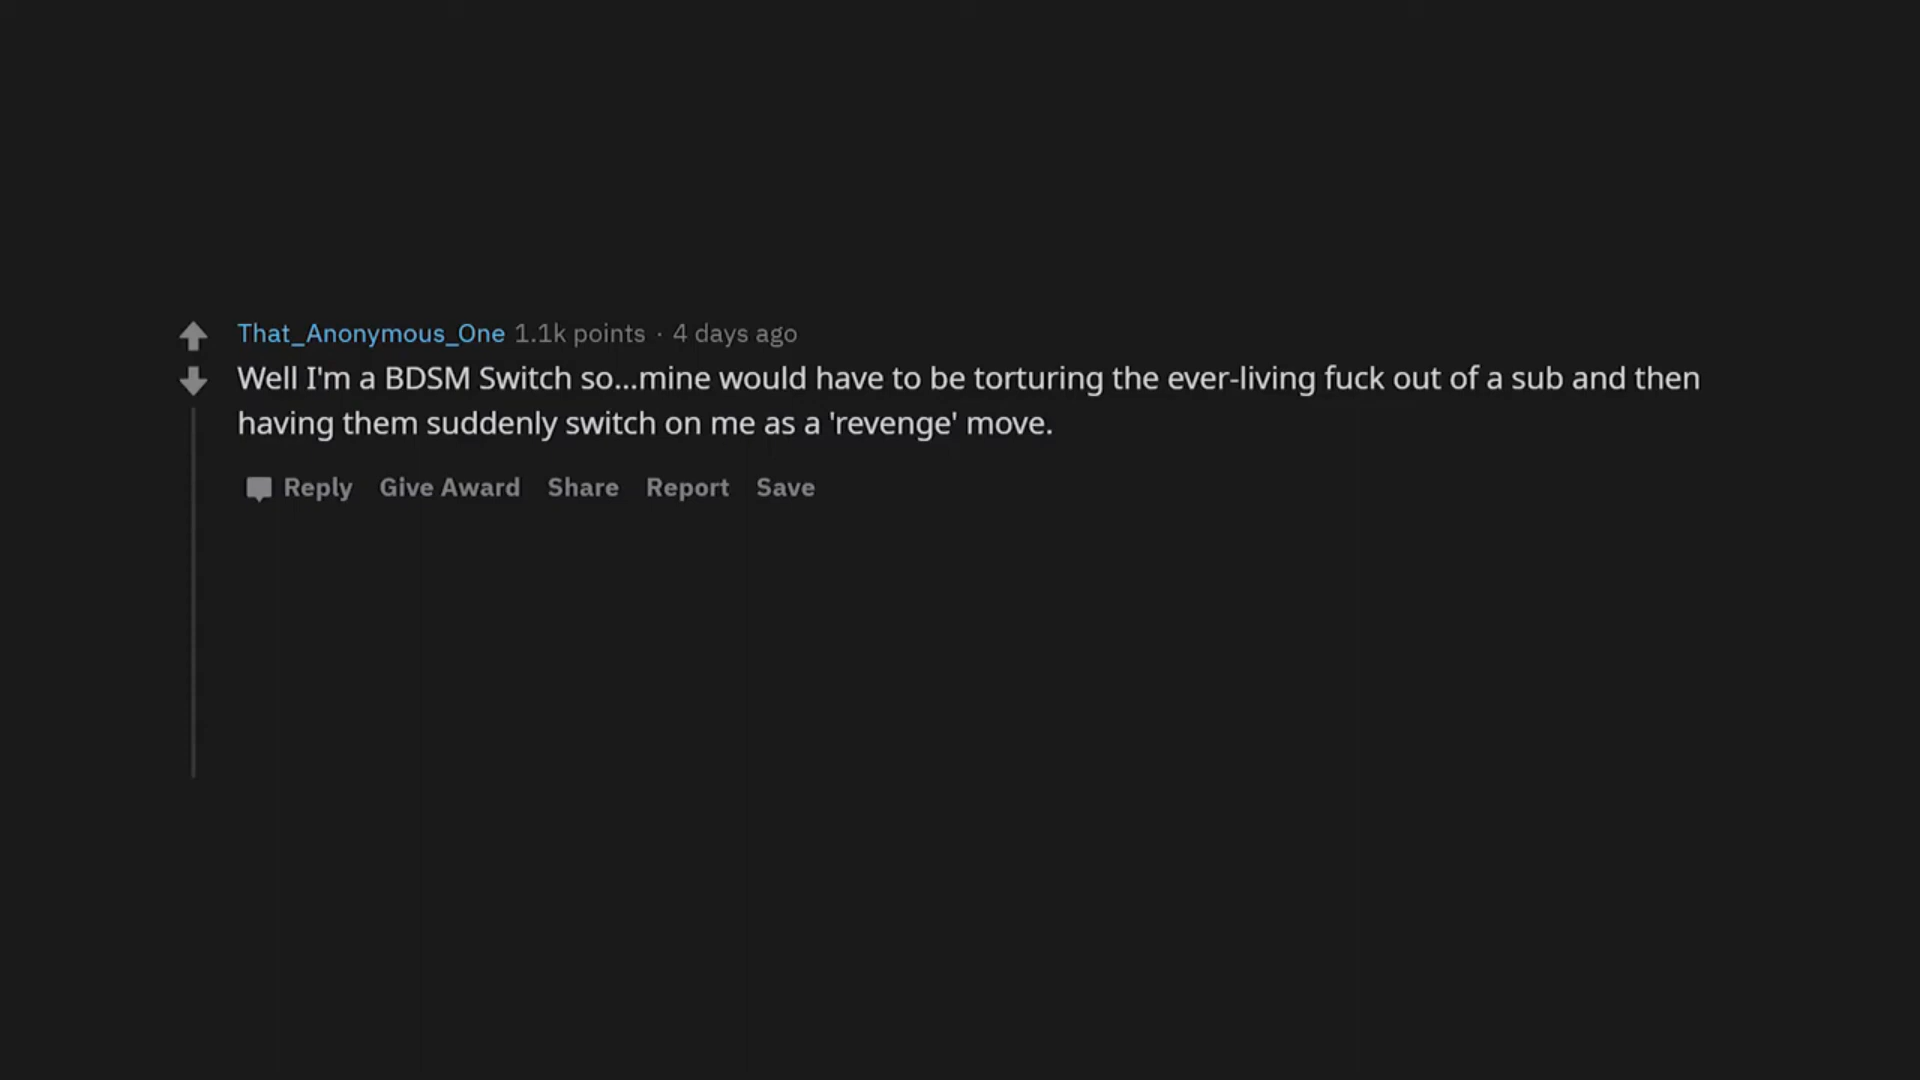 That_Anonymous_One 1.1k points · 4 days ago
Well I'm a BDSM Switch so...mine would have to be torturing the ever-living fuck out of a sub and then
having them suddenly switch on me as a 'revenge' move.
Reply Give Award Share Report Save